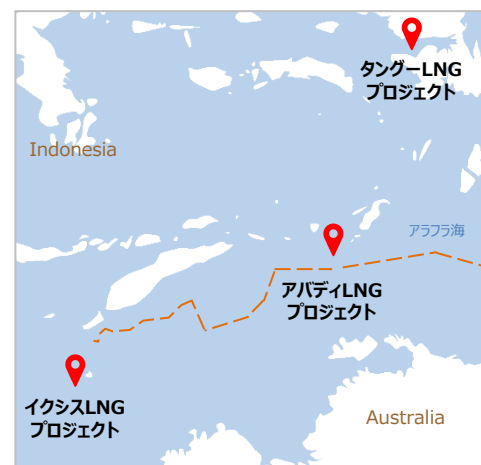 タングーLNG
プロジェクト
Indonesia
アラフラ海
アバディLNG
プロジェクト
イクシスLNG
プロジェクト
Australia